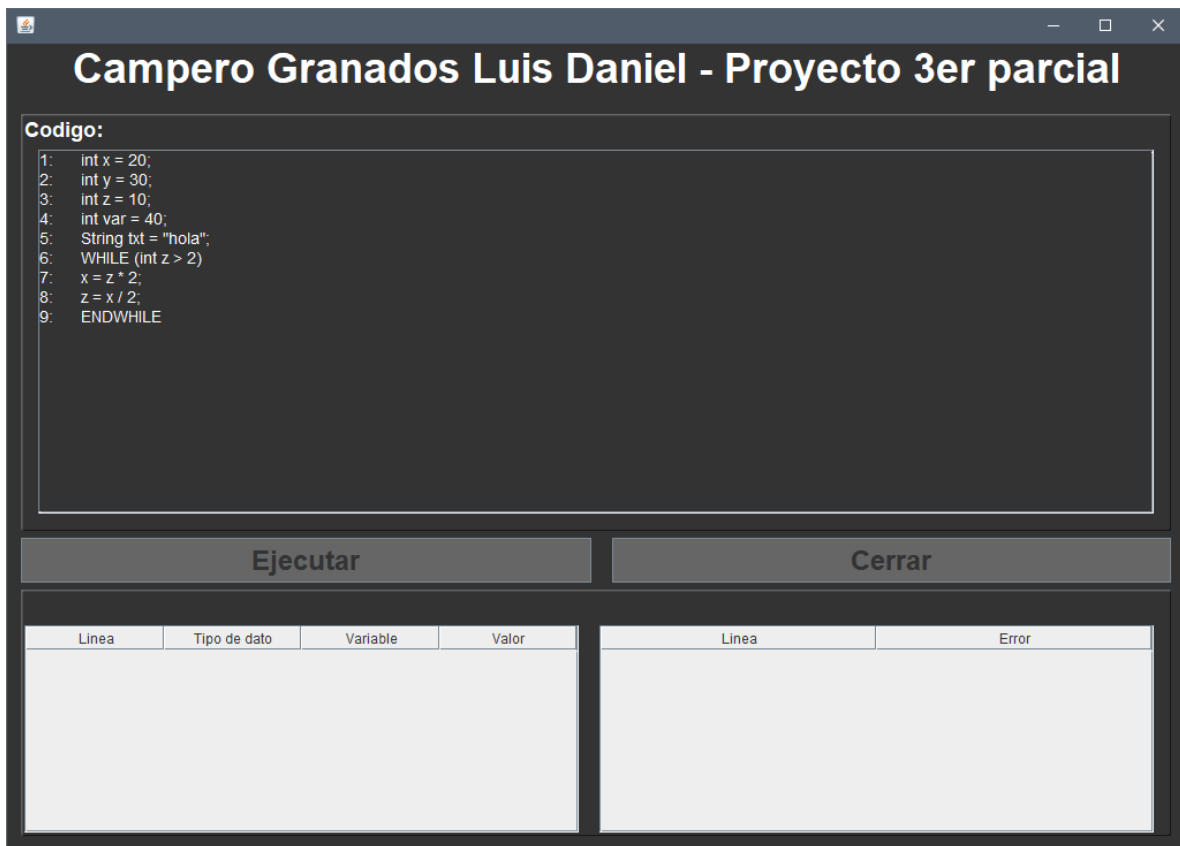 Campero Granados Luis Daniel - Proyecto 3er parcial
Codigo:
1: int x = 20;
2: int y = 30;
3: int z = 10;
4: int var = 40;
5: String txt = "hola";
6: WHILE (int z > 2)
7: x = z * 2;
8: z = x / 2;
9: ENDWHILE
Ejecutar Cerrar
Linea Tipo de dato Variable Valor Linea Error